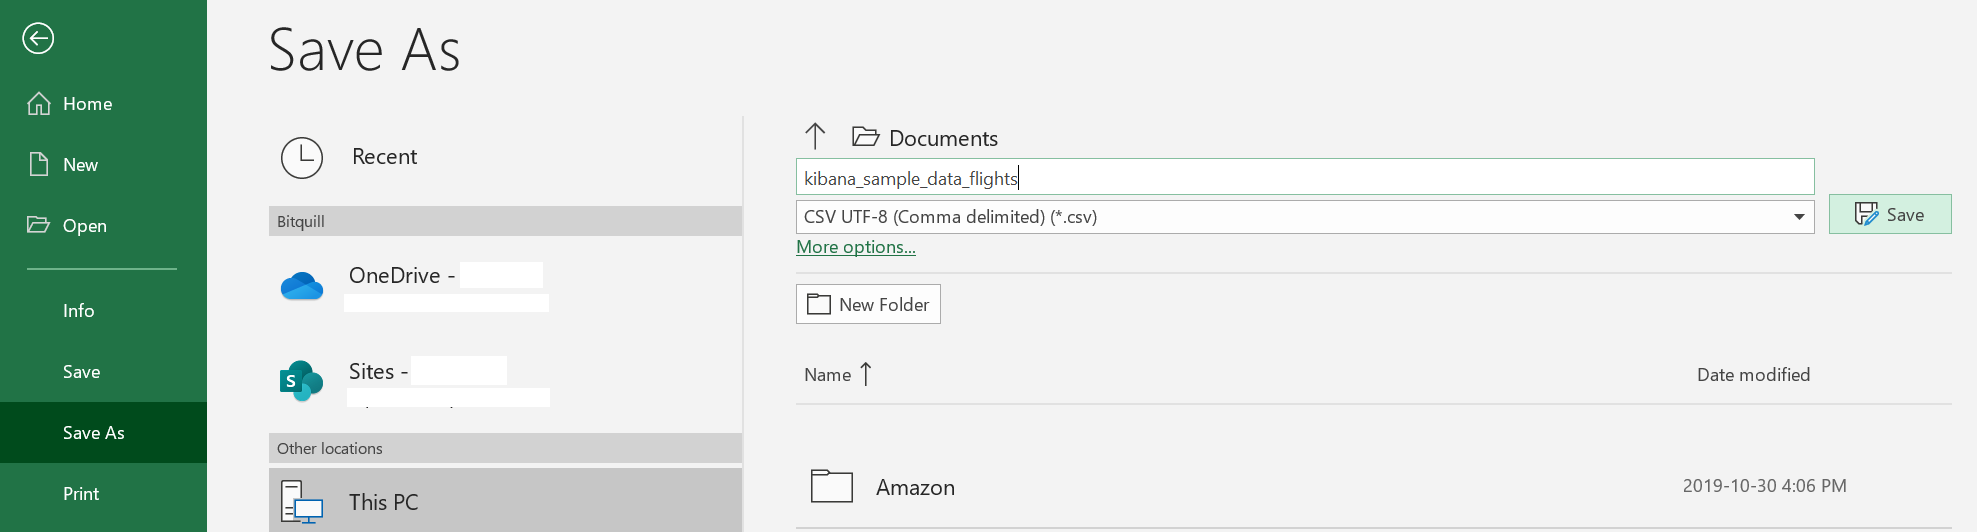 Save As
Home
New
Open
Info
Save
Save As
Print
Recent
Bitquill
OneDrive -
Sites -
S
Other locations
This PC
Documents
kibana_sample_data_flights
CSV UTF-8 (Comma delimited) (*.csv)
Save
More options...
New Folder
Name
Date modified
Amazon
2019-10-30 4:06 PM